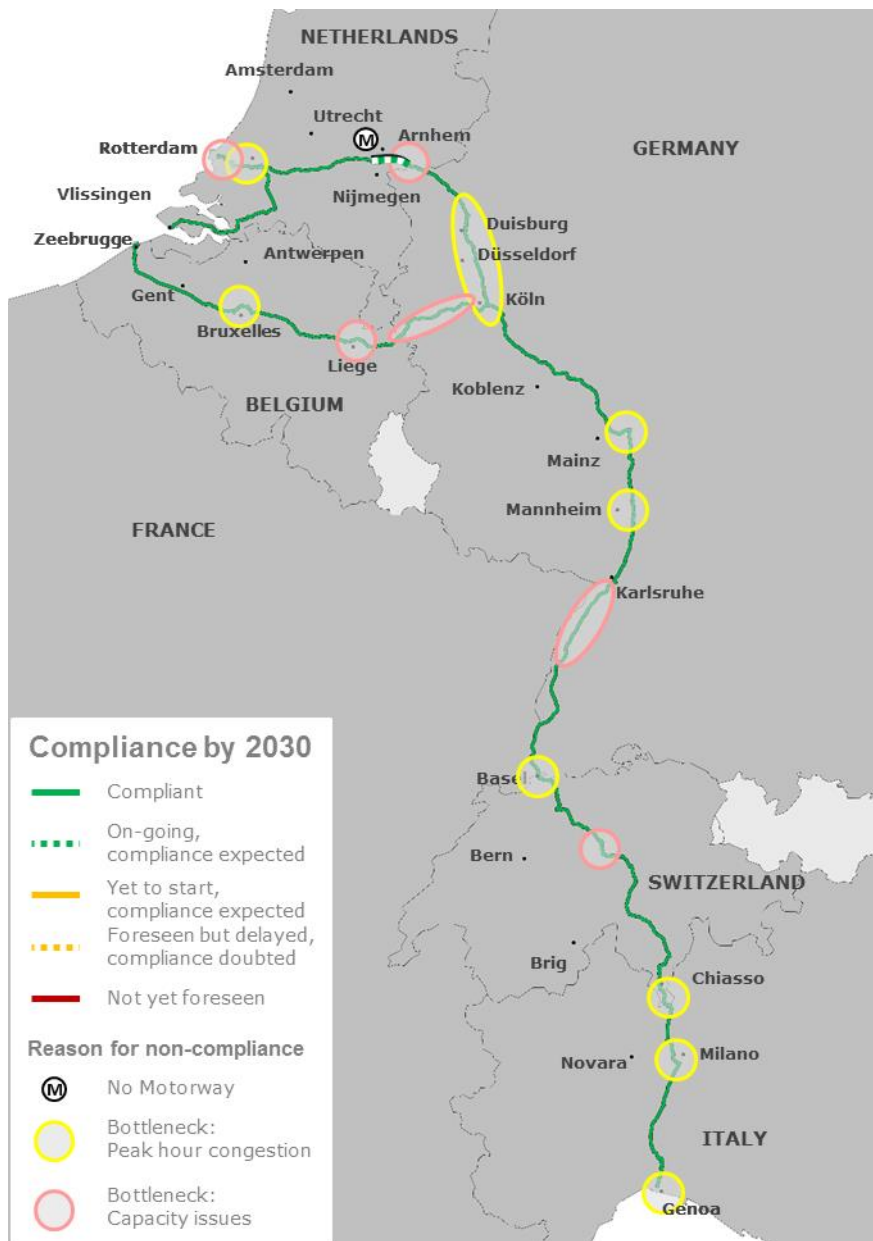 NETHERLANDS
Amsterdam
Utrecht
M
Arnhem
Rotterdam
GERMANY
Nijmegen
Vlissingen
Duisburg
Zeebrugge
Antwerpen
Düsseldorf
Gent
Köln
Bruxelles
Liege
Koblenz
BELGIUM
Mainz
Mannheim
FRANCE
Karlsruhe
Basel
Bern
SWITZERLAND
Brig
Chiasso
Novara
Milano
ITALY
Genoa
Compliance by 2030
Compliant
On-going,
compliance expected
Yet to start,
compliance expected
Foreseen but delayed,
compliance doubted
Not yet foreseen
Reason for non-compliance
M
No Motorway
Bottleneck:
Peak hour congestion
Bottleneck:
Capacity issues